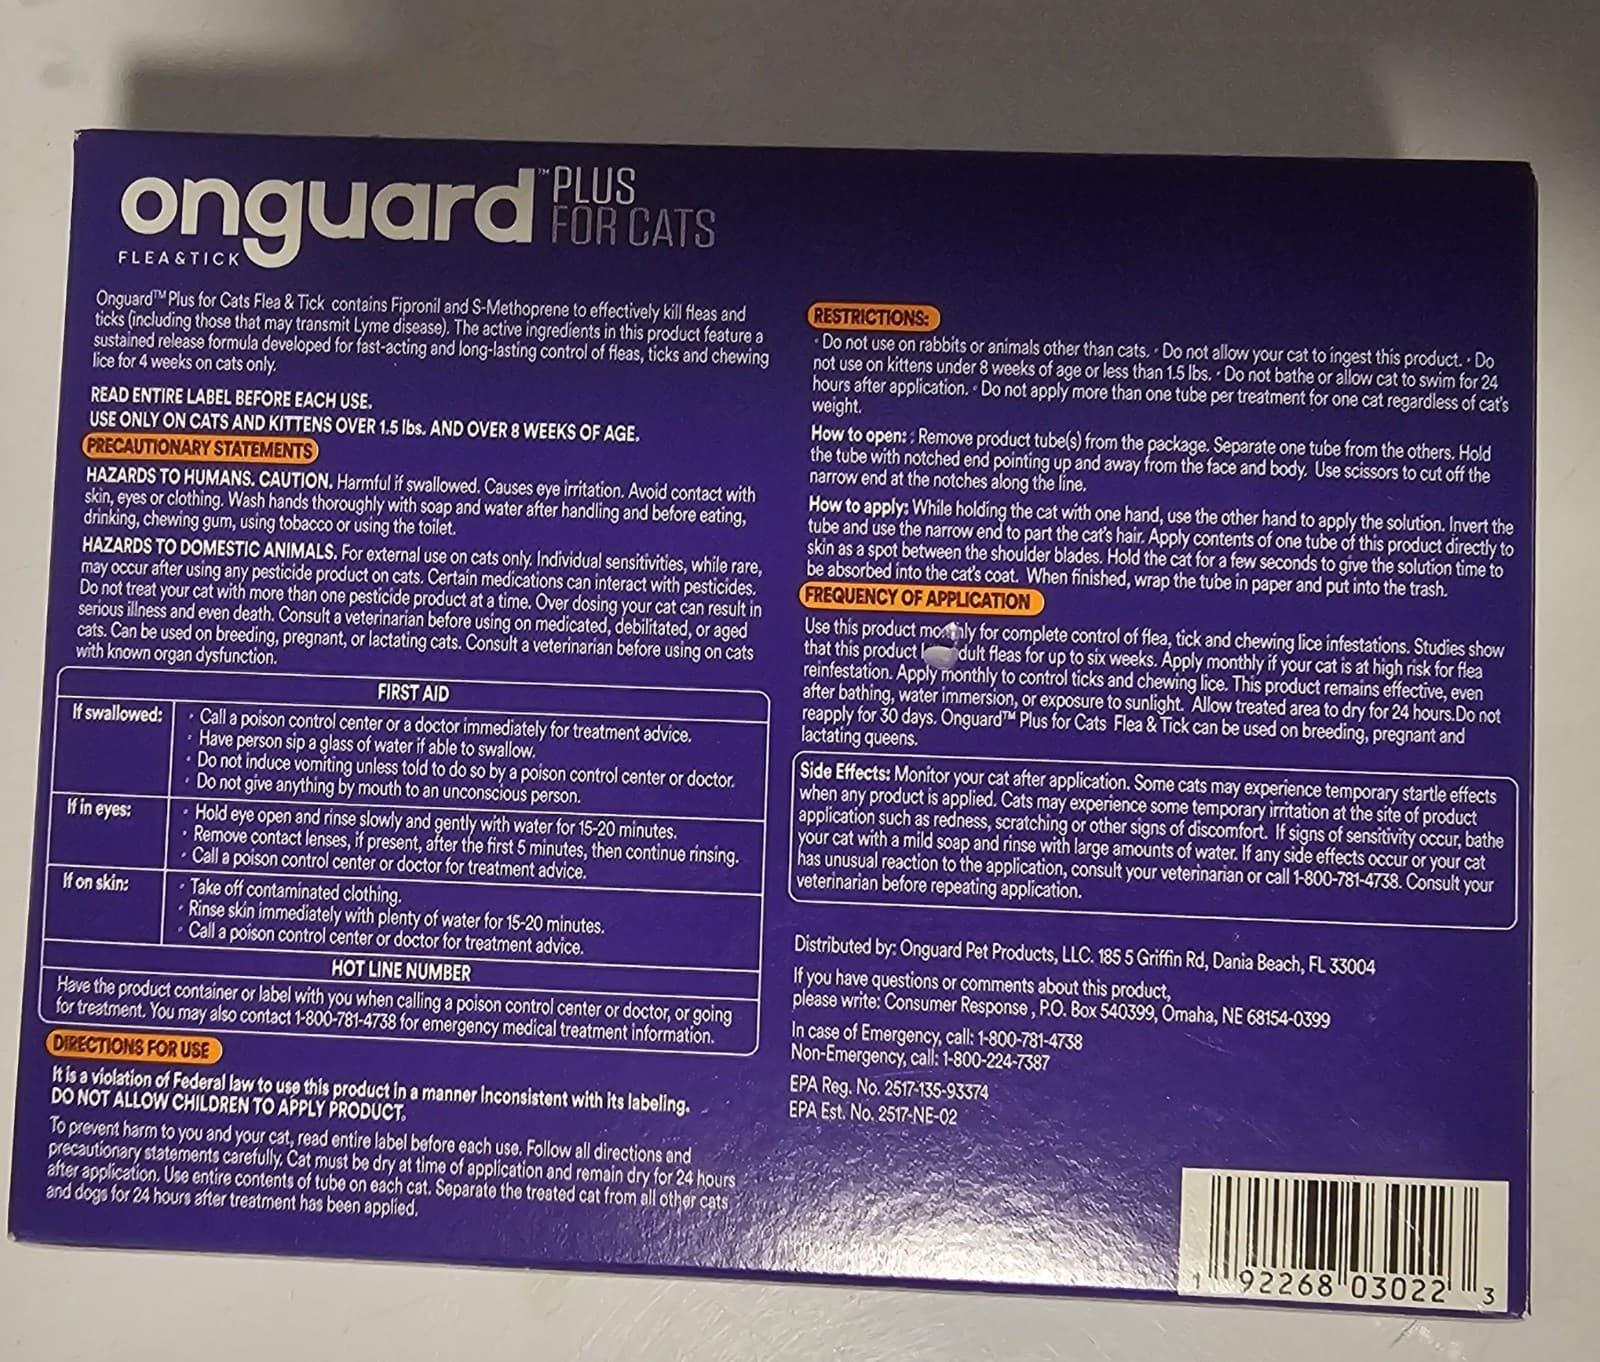 onguard™ PLUS
FOR CATS
FLEA & TICK
Onguard™ Plus for Cats Flea & Tick contains Fipronil and S-Methoprene to effectively kill fleas and
ticks (including those that may transmit Lyme disease). The active ingredients in this product feature a
sustained release formula developed for fast-acting and long-lasting control of fleas, ticks and chewing
lice for 4 weeks on cats only.
READ ENTIRE LABEL BEFORE EACH USE.
USE ONLY ON CATS AND KITTENS OVER 1.5 lbs. AND OVER 8 WEEKS OF AGE.
PRECAUTIONARY STATEMENTS
HAZARDS TO HUMANS. CAUTION. Harmful if swallowed. Causes eye irritation. Avoid contact with
skin, eyes or clothing. Wash hands thoroughly with soap and water after handling and before eating,
drinking, chewing gum, using tobacco or using the toilet.
HAZARDS TO DOMESTIC ANIMALS. For external use on cats only. Individual sensitivities, while rare,
may occur after using any pesticide product on cats. Certain medications can interact with pesticides.
Do not treat your cat with more than one pesticide product at a time. Over dosing your cat can result in
serious illness and even death. Consult a veterinarian before using on medicated, debilitated, or aged
cats. Can be used on breeding, pregnant, or lactating cats. Consult a veterinarian before using on cats
with known organ dysfunction.
FIRST AID
If swallowed:
· Call a poison control center or a doctor immediately for treatment advice.
· Have person sip a glass of water if able to swallow.
· Do not induce vomiting unless told to do so by a poison control center or doctor.
· Do not give anything by mouth to an unconscious person.
If in eyes:
· Hold eye open and rinse slowly and gently with water for 15-20 minutes.
· Remove contact lenses, if present, after the first 5 minutes, then continue rinsing.
· Call a poison control center or doctor for treatment advice.
If on skin:
· Take off contaminated clothing.
· Rinse skin immediately with plenty of water for 15-20 minutes.
· Call a poison control center or doctor for treatment advice.
HOT LINE NUMBER
Have the product container or label with you when calling a poison control center or doctor, or going
for treatment. You may also contact 1-800-781-4738 for emergency medical treatment information.
DIRECTIONS FOR USE
It is a violation of Federal law to use this product in a manner inconsistent with its labeling.
DO NOT ALLOW CHILDREN TO APPLY PRODUCT.
To prevent harm to you and your cat, read entire label before each use. Follow all directions and
precautionary statements carefully. Cat must be dry at time of application and remain dry for 24 hours
after application. Use entire contents of tube on each cat. Separate the treated cat from all other cats
and dogs for 24 hours after treatment has been applied.
RESTRICTIONS:
· Do not use on rabbits or animals other than cats. · Do not allow your cat to ingest this product. · Do
not use on kittens under 8 weeks of age or less than 1.5 lbs. · Do not bathe or allow cat to swim for 24
hours after application. · Do not apply more than one tube per treatment for one cat regardless of cat's
weight.
How to open: : Remove product tube(s) from the package. Separate one tube from the others. Hold
the tube with notched end pointing up and away from the face and body. Use scissors to cut off the
narrow end at the notches along the line.
How to apply: While holding the cat with one hand, use the other hand to apply the solution. Invert the
tube and use the narrow end to part the cat's hair. Apply contents of one tube of this product directly to
skin as a spot between the shoulder blades. Hold the cat for a few seconds to give the solution time to
be absorbed into the cat's coat. When finished, wrap the tube in paper and put into the trash.
FREQUENCY OF APPLICATION
Use this product monthly for complete control of flea, tick and chewing lice infestations. Studies show
that this product fleas for up to six weeks. Apply monthly if your cat is at high risk for flea
reinfestation. Apply monthly to control ticks and chewing lice. This product remains effective, even
after bathing, water immersion, or exposure to sunlight. Allow treated area to dry for 24 hours.Do not
reapply for 30 days. Onguard™ Plus for Cats Flea & Tick can be used on breeding, pregnant and
lactating queens.
Side Effects: Monitor your cat after application. Some cats may experience temporary startle effects
when any product is applied. Cats may experience some temporary irritation at the site of product
application such as redness, scratching or other signs of discomfort. If signs of sensitivity occur, bathe
your cat with a mild soap and rinse with large amounts of water. If any side effects occur or your cat
has unusual reaction to the application, consult your veterinarian or call 1-800-781-4738. Consult your
veterinarian before repeating application.
Distributed by: Onguard Pet Products, LLC. 185 5 Griffin Rd, Dania Beach, FL 33004
If you have questions or comments about this product,
please write: Consumer Response , P.O. Box 540399, Omaha, NE 68154-0399
In case of Emergency, call: 1-800-781-4738
Non-Emergency, call: 1-800-224-7387
EPA Reg. No. 2517-135-93374
EPA Est. No. 2517-NE-02
1 92268 03022 3